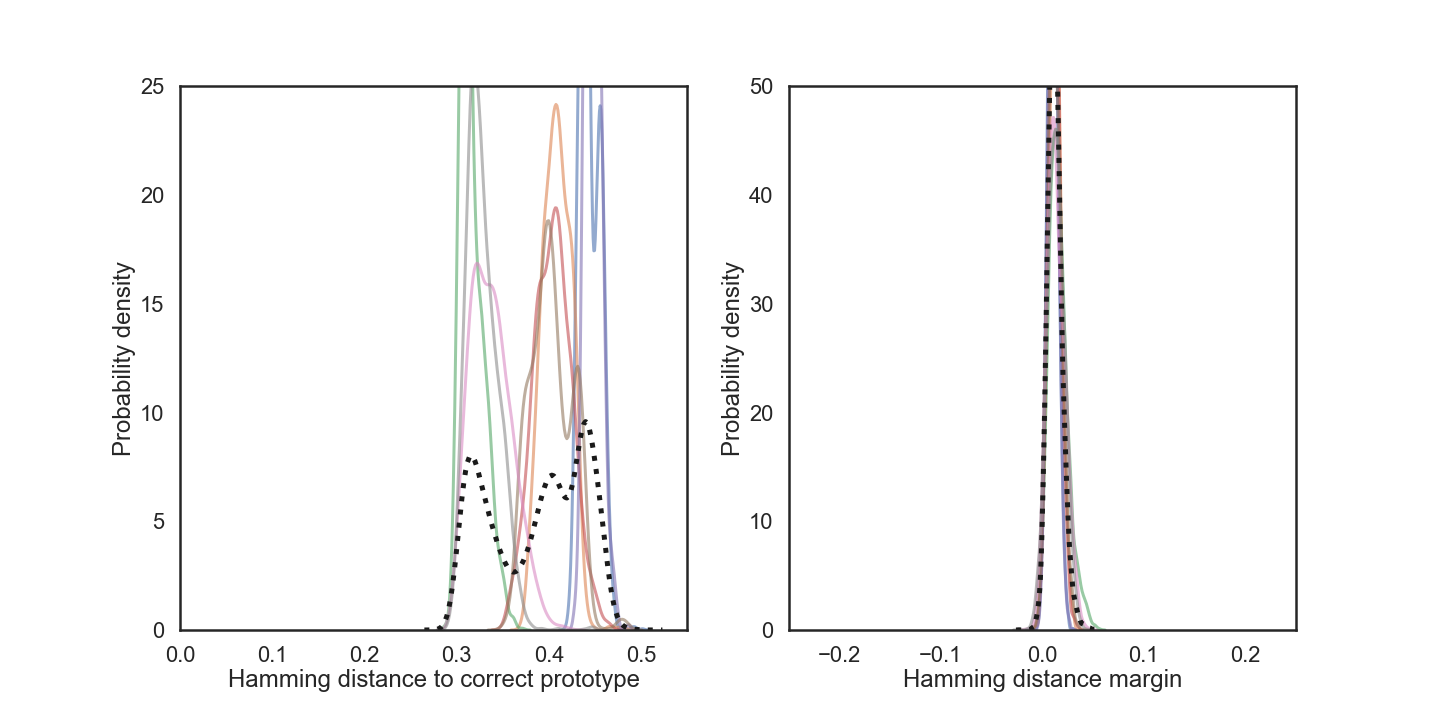 25
20
15
10
5
0
Probability density
0.0 0.1 0.2 0.3 0.4 0.5
Hamming distance to correct prototype
50
40
30
20
10
0
Probability density
−0.2 −0.1 0.0 0.1 0.2
Hamming distance margin